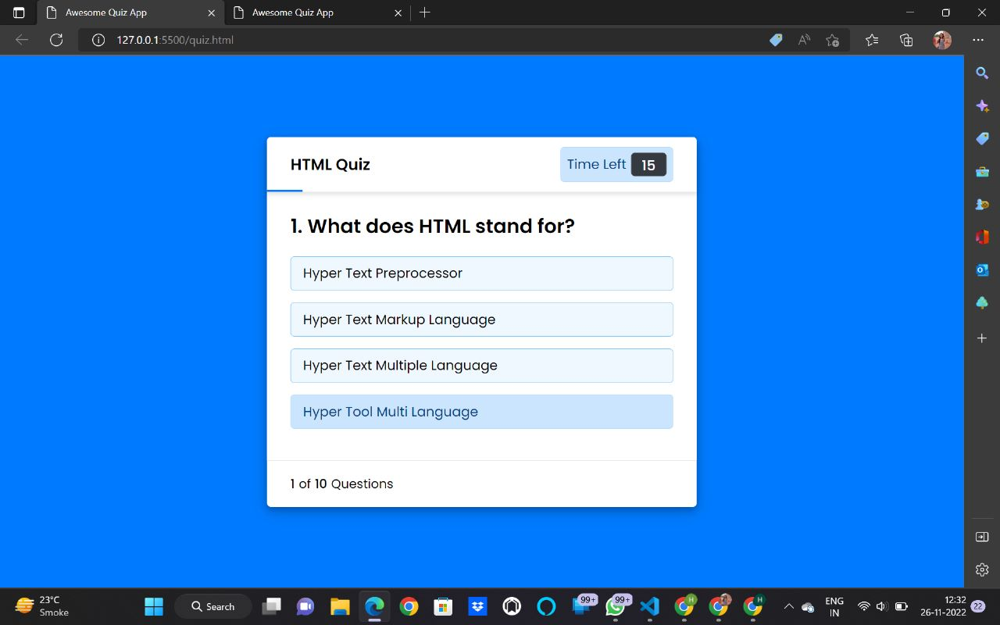 Awesome Quiz App
Awesome Quiz App
127.0.0.1:5500/quiz.html
HTML Quiz
Time Left 15
1. What does HTML stand for?
Hyper Text Preprocessor
Hyper Text Markup Language
Hyper Text Multiple Language
Hyper Tool Multi Language
1 of 10 Questions
23°C
Smoke
Search
99+
99+
H
H
ENG
IN
12:32
26-11-2022
22